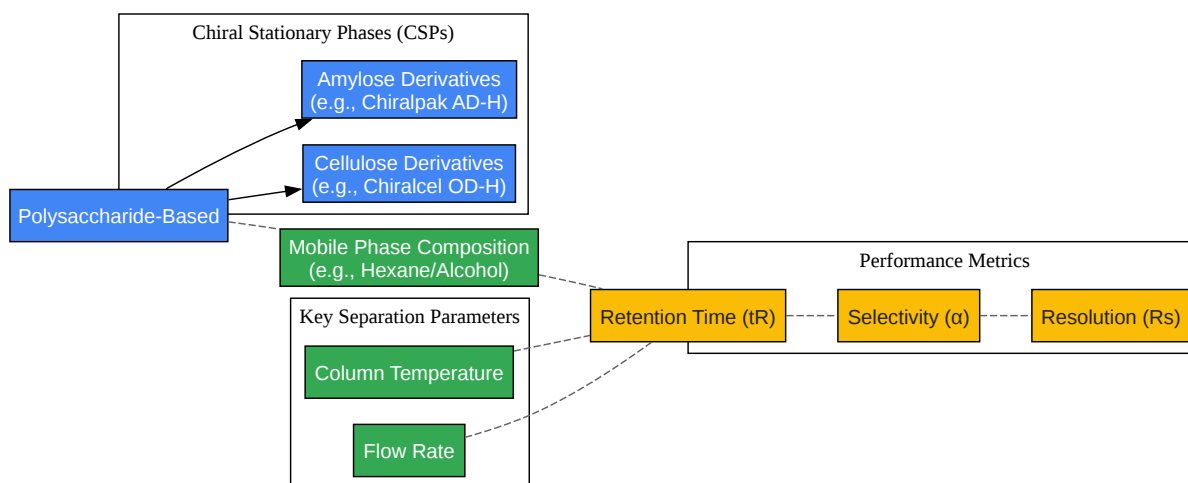 Chiral Stationary Phases (CSPs)
Amylose Derivatives
(e.g., Chiralpak AD-H)
Cellulose Derivatives
(e.g., Chiralcel OD-H)
Polysaccharide-Based
Mobile Phase Composition
(e.g., Hexane/Alcohol)
Key Separation Parameters
Column Temperature
Flow Rate
Performance Metrics
Retention Time (tR)
Selectivity (α)
Resolution (Rs)